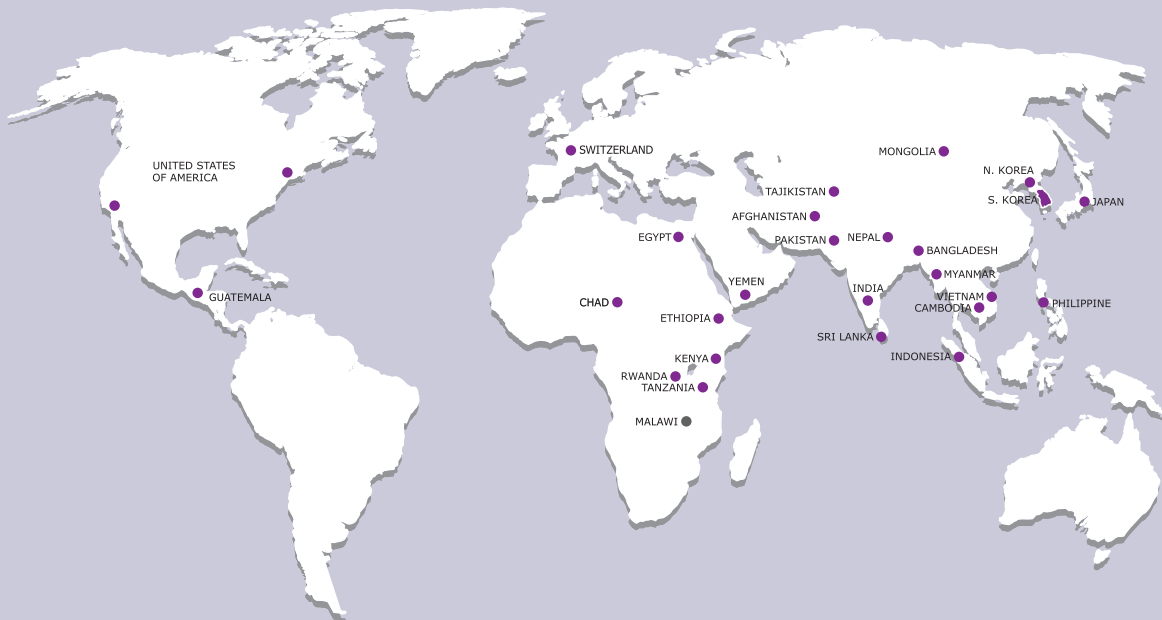 UNITED STATES
OF AMERICA
GUATEMALA
SWITZERLAND
EGYPT
CHAD
YEMEN
ETHIOPIA
KENYA
RWANDA
TANZANIA
MALAWI
MONGOLIA
TAJIKISTAN
AFGHANISTAN
PAKISTAN
NEPAL
BANGLADESH
MYANMAR
INDIA
VIETNAM
CAMBODIA
SRI LANKA
INDONESIA
N. KOREA
S. KOREA
JAPAN
PHILIPPINE